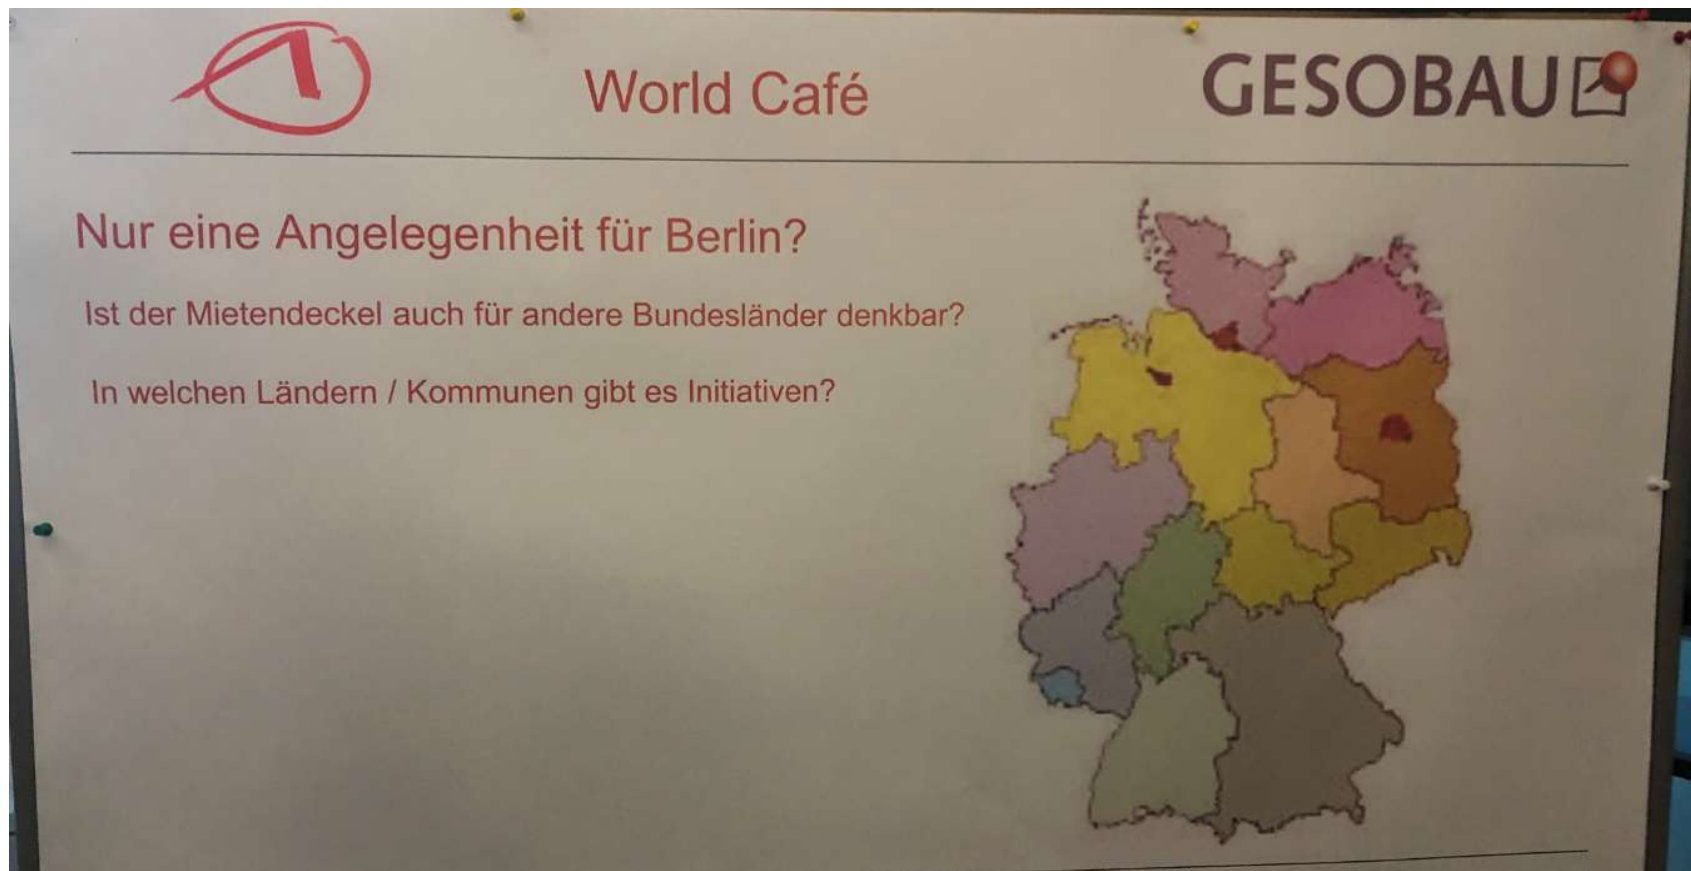 1
World Café
GESOBAU
Nur eine Angelegenheit für Berlin?
Ist der Mietendeckel auch für andere Bundesländer denkbar?
In welchen Ländern / Kommunen gibt es Initiativen?